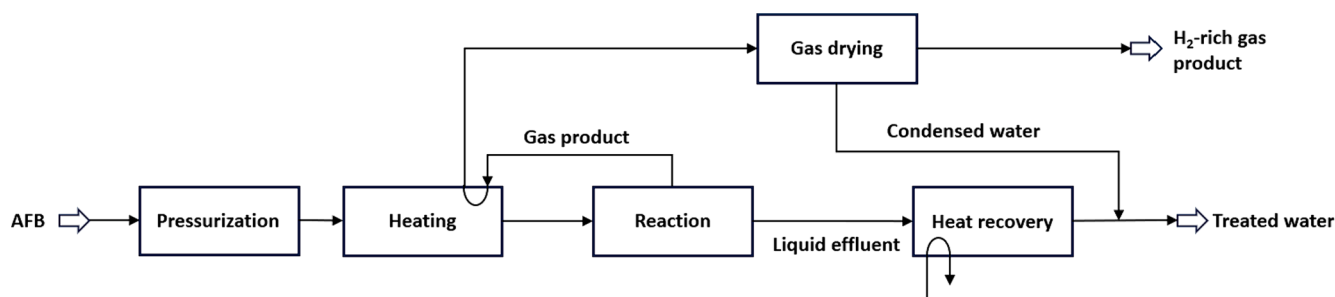 Gas drying
H₂-rich gas
product
Gas product
Condensed water
AFB
Pressurization
Heating
Reaction
Liquid effluent
Heat recovery
Treated water